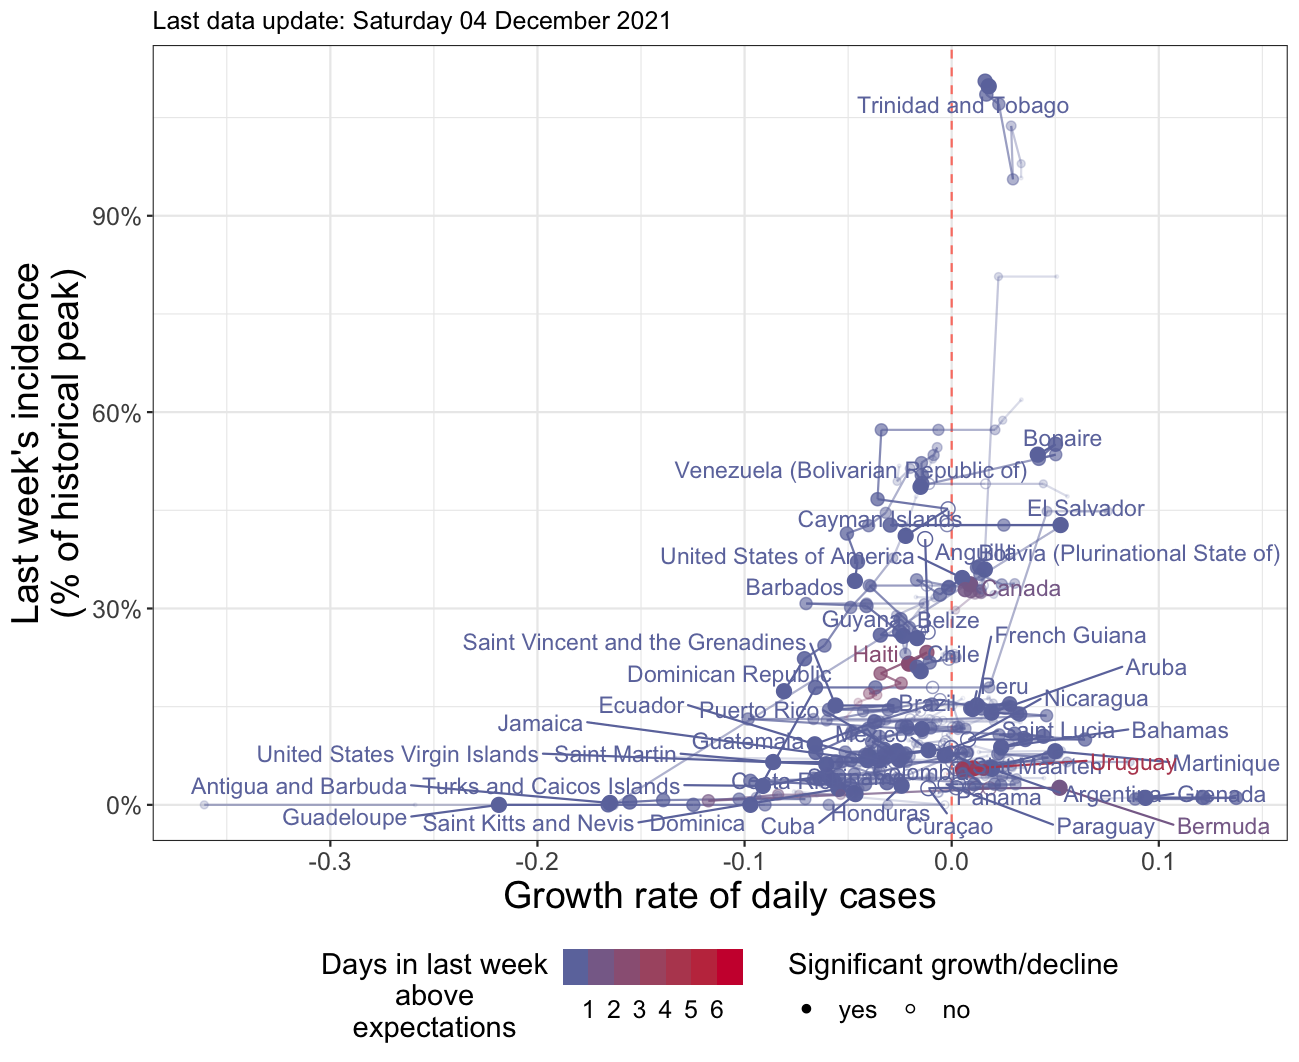 Last data update: Saturday 04 December 2021
Last week's incidence
(% of historical peak)
90%
60%
30%
0%
Trinidad and Tobago
Bonaire
Venezuela (Bolivarian Republic of)
El Salvador
Cayman Islands
United States of America
Anguilla
Bolivia (Plurinational State of)
Barbados
Canada
Guyana
Belize
Saint Vincent and the Grenadines
French Guiana
Haiti
Chile
Aruba
Dominican Republic
Peru
Nicaragua
Ecuador
Puerto Rico
Brazil
Jamaica
Saint Lucia
Bahamas
Guatemala
Mexico
United States Virgin Islands
Saint Martin
Uruguay
Martinique
Antigua and Barbuda
Turks and Caicos Islands
Costa Rica
Colombia
Panama
Argentina
Grenada
Guadeloupe
Saint Kitts and Nevis
Dominica
Cuba
Honduras
Curaçao
Paraguay
Bermuda
-0.3
-0.2
-0.1
0.0
0.1
Growth rate of daily cases
Days in last week
above
expectations
1 2 3 4 5 6
Significant growth/decline
yes
no